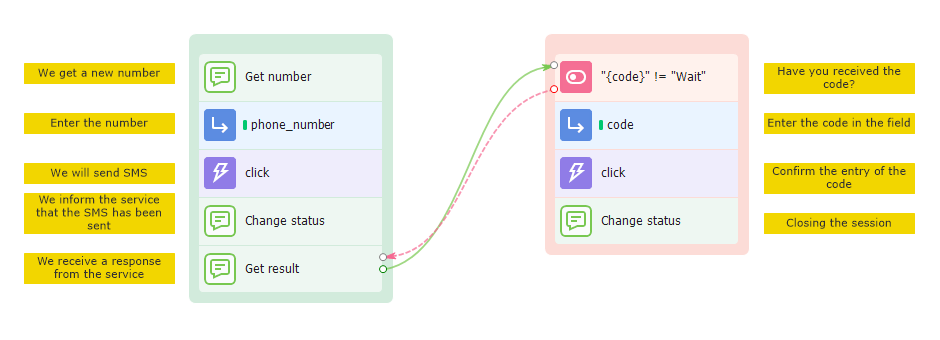 We get a new number
Enter the number
We will send SMS
We inform the service
that the SMS has been
sent
We receive a response
from the service
Get number
phone_number
click
Change status
Get result
"{code}" != "Wait"
code
click
Change status
Have you received the
code?
Enter the code in the field
Confirm the entry of the
code
Closing the session